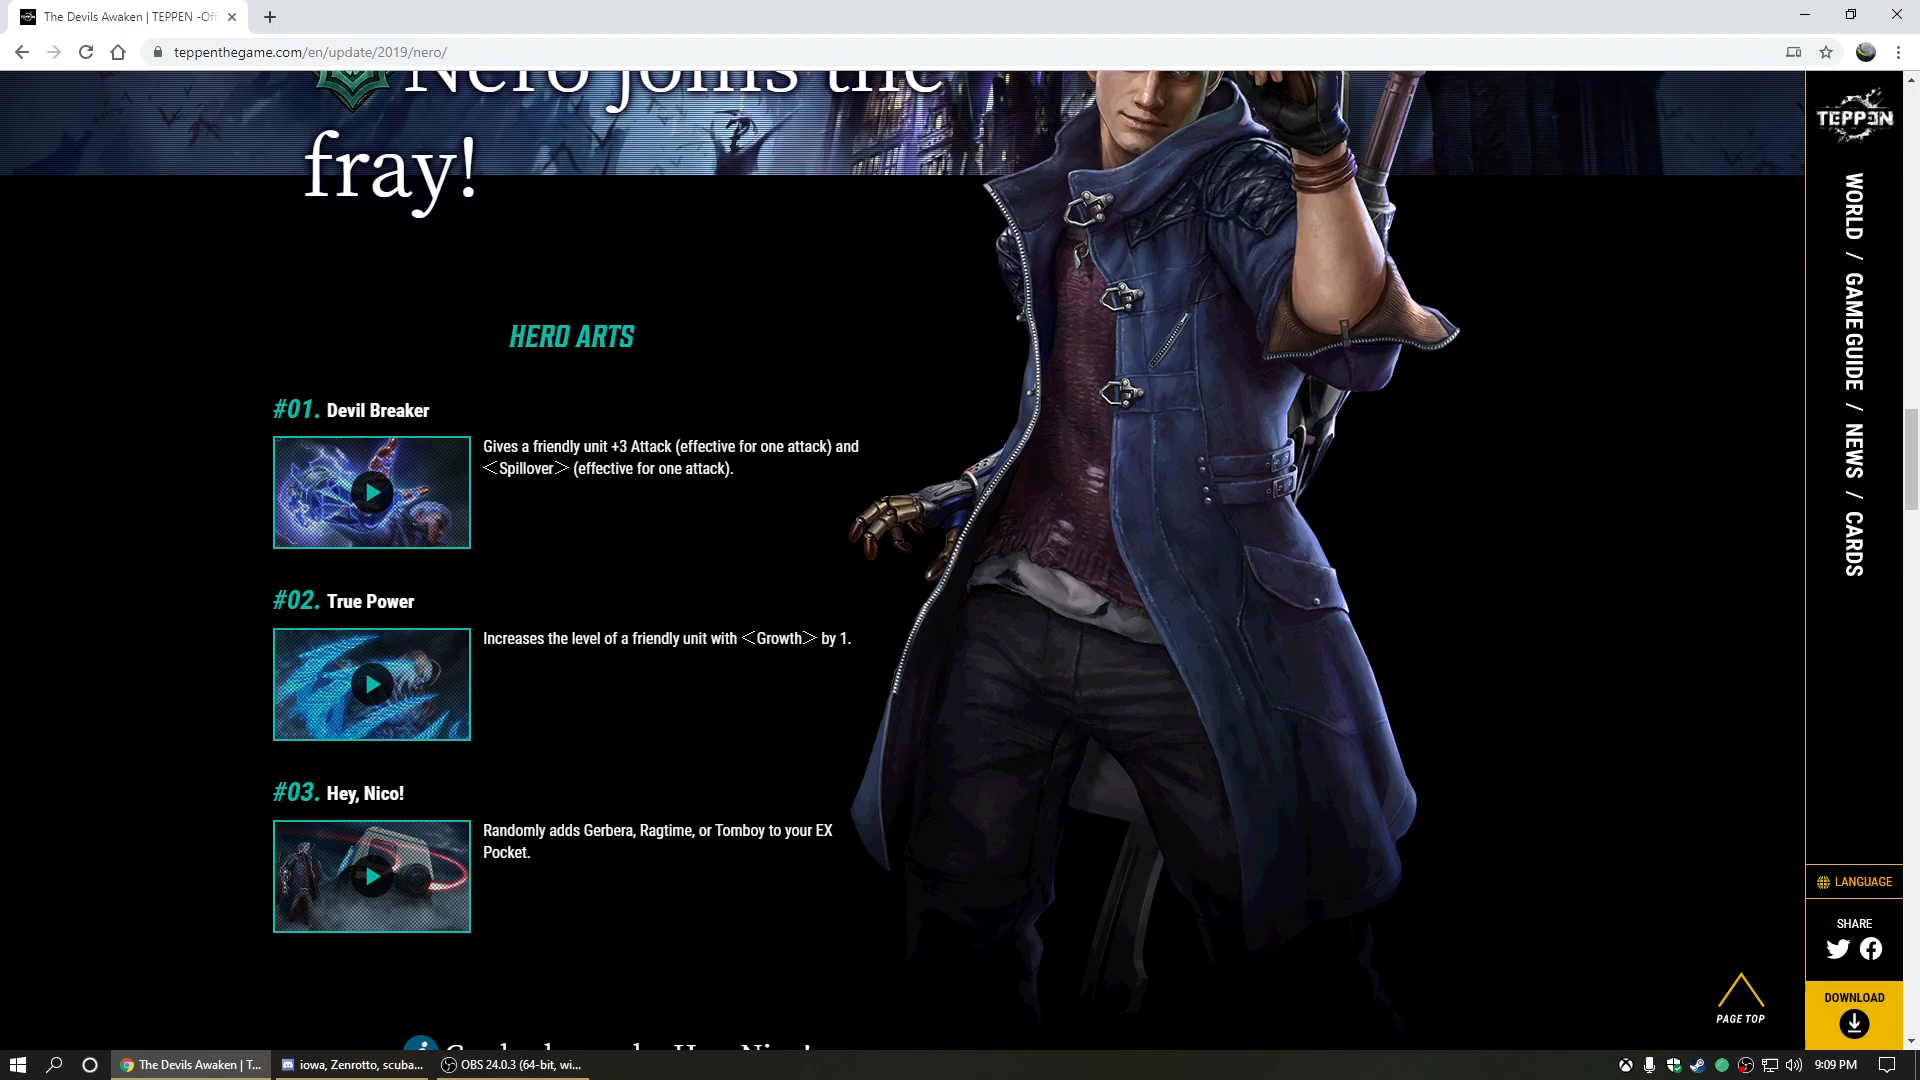 The Devils Awaken | TEPPEN -Off
teppenthegame.com/en/update/2019/nero/
Nero joins the
fray!
HERO ARTS
#01. Devil Breaker
Gives a friendly unit +3 Attack (effective for one attack) and
＜Spillover＞ (effective for one attack).
#02. True Power
Increases the level of a friendly unit with ＜Growth＞ by 1.
#03. Hey, Nico!
Randomly adds Gerbera, Ragtime, or Tomboy to your EX
Pocket.
TEPPEN
WORLD / GAME GUIDE / NEWS / CARDS
LANGUAGE
SHARE
DOWNLOAD
PAGE TOP
The Devils Awaken | T...
iowa, Zenrotto, scuba...
OBS 24.0.3 (64-bit, wi...
9:09 PM